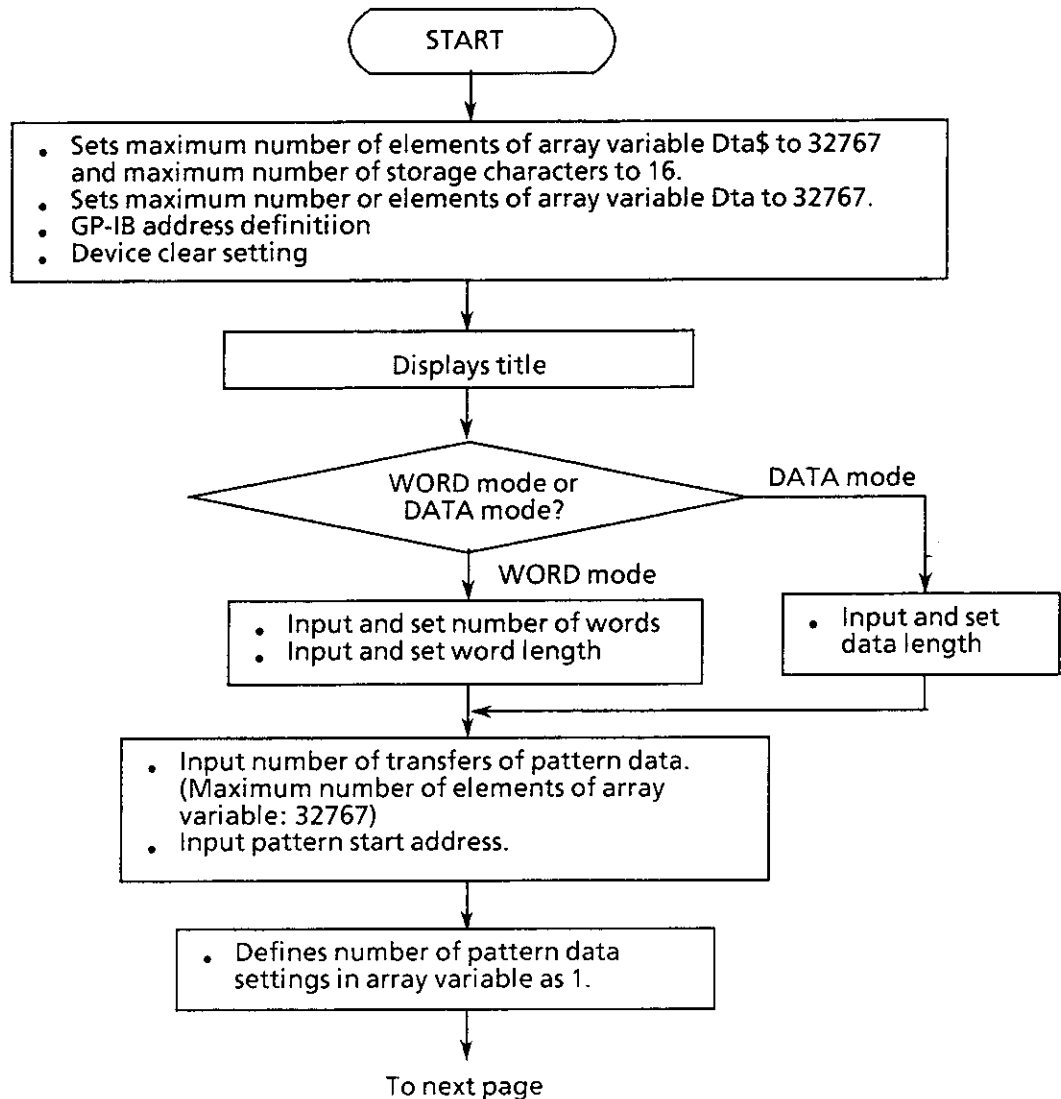 START
• Sets maximum number of elements of array variable Dta$ to 32767
and maximum number of storage characters to 16.
• Sets maximum number or elements of array variable Dta to 32767.
• GP-IB address definitiion
• Device clear setting
Displays title
WORD mode or
DATA mode?
DATA mode
WORD mode
• Input and set number of words
• Input and set word length
• Input and set
data length
• Input number of transfers of pattern data.
(Maximum number of elements of array
variable: 32767)
• Input pattern start address.
• Defines number of pattern data
settings in array variable as 1.
To next page